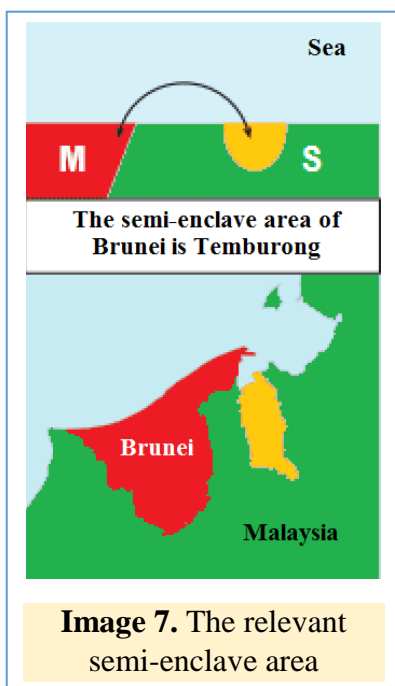 Sea
M
S
The semi-enclave area of
Brunei is Temburong
Brunei
Malaysia
Image 7. The relevant
semi-enclave area